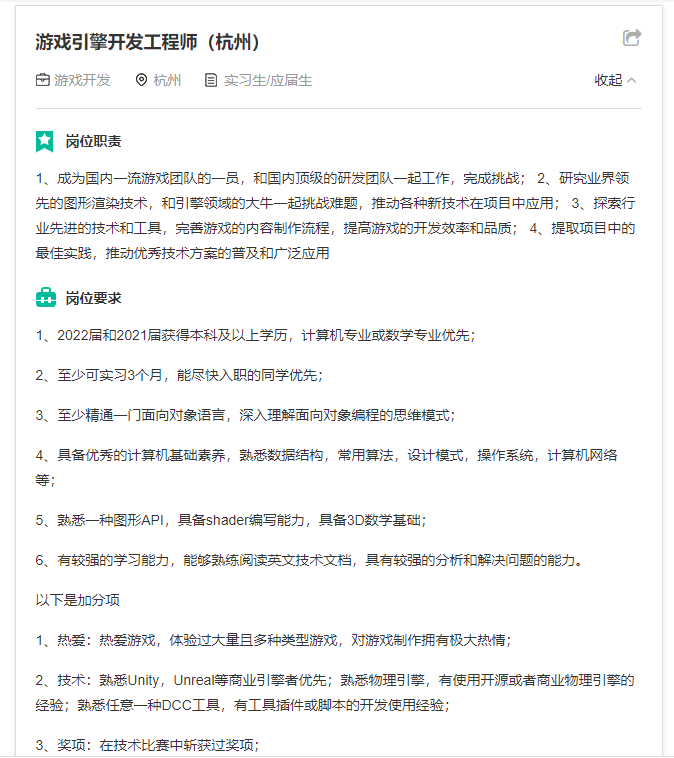 游戏引擎开发工程师（杭州）
游戏开发 杭州 实习生/应届生 收起
岗位职责
1、成为国内一流游戏团队的一员，和国内顶级的研发团队一起工作，完成挑战； 2、研究业界领
先的图形渲染技术，和引擎领域的大牛一起挑战难题，推动各种新技术在项目中应用； 3、探索行
业先进的技术和工具，完善游戏的内容制作流程，提高游戏的开发效率和品质； 4、提取项目中的
最佳实践，推动优秀技术方案的普及和广泛应用
岗位要求
1、2022届和2021届获得本科及以上学历，计算机专业或数学专业优先；
2、至少可实习3个月，能尽快入职的同学优先；
3、至少精通一门面向对象语言，深入理解面向对象编程的思维模式；
4、具备优秀的计算机基础素养，熟悉数据结构，常用算法，设计模式，操作系统，计算机网络
等；
5、熟悉一种图形API，具备shader编写能力，具备3D数学基础；
6、有较强的学习能力，能够熟练阅读英文技术文档，具有较强的分析和解决问题的能力。
以下是加分项
1、热爱：热爱游戏，体验过大量且多种类型游戏，对游戏制作拥有极大热情；
2、技术：熟悉Unity，Unreal等商业引擎者优先；熟悉物理引擎，有使用开源或者商业物理引擎的
经验；熟悉任意一种DCC工具，有工具插件或脚本的开发使用经验；
3、奖项：在技术比赛中斩获过奖项；